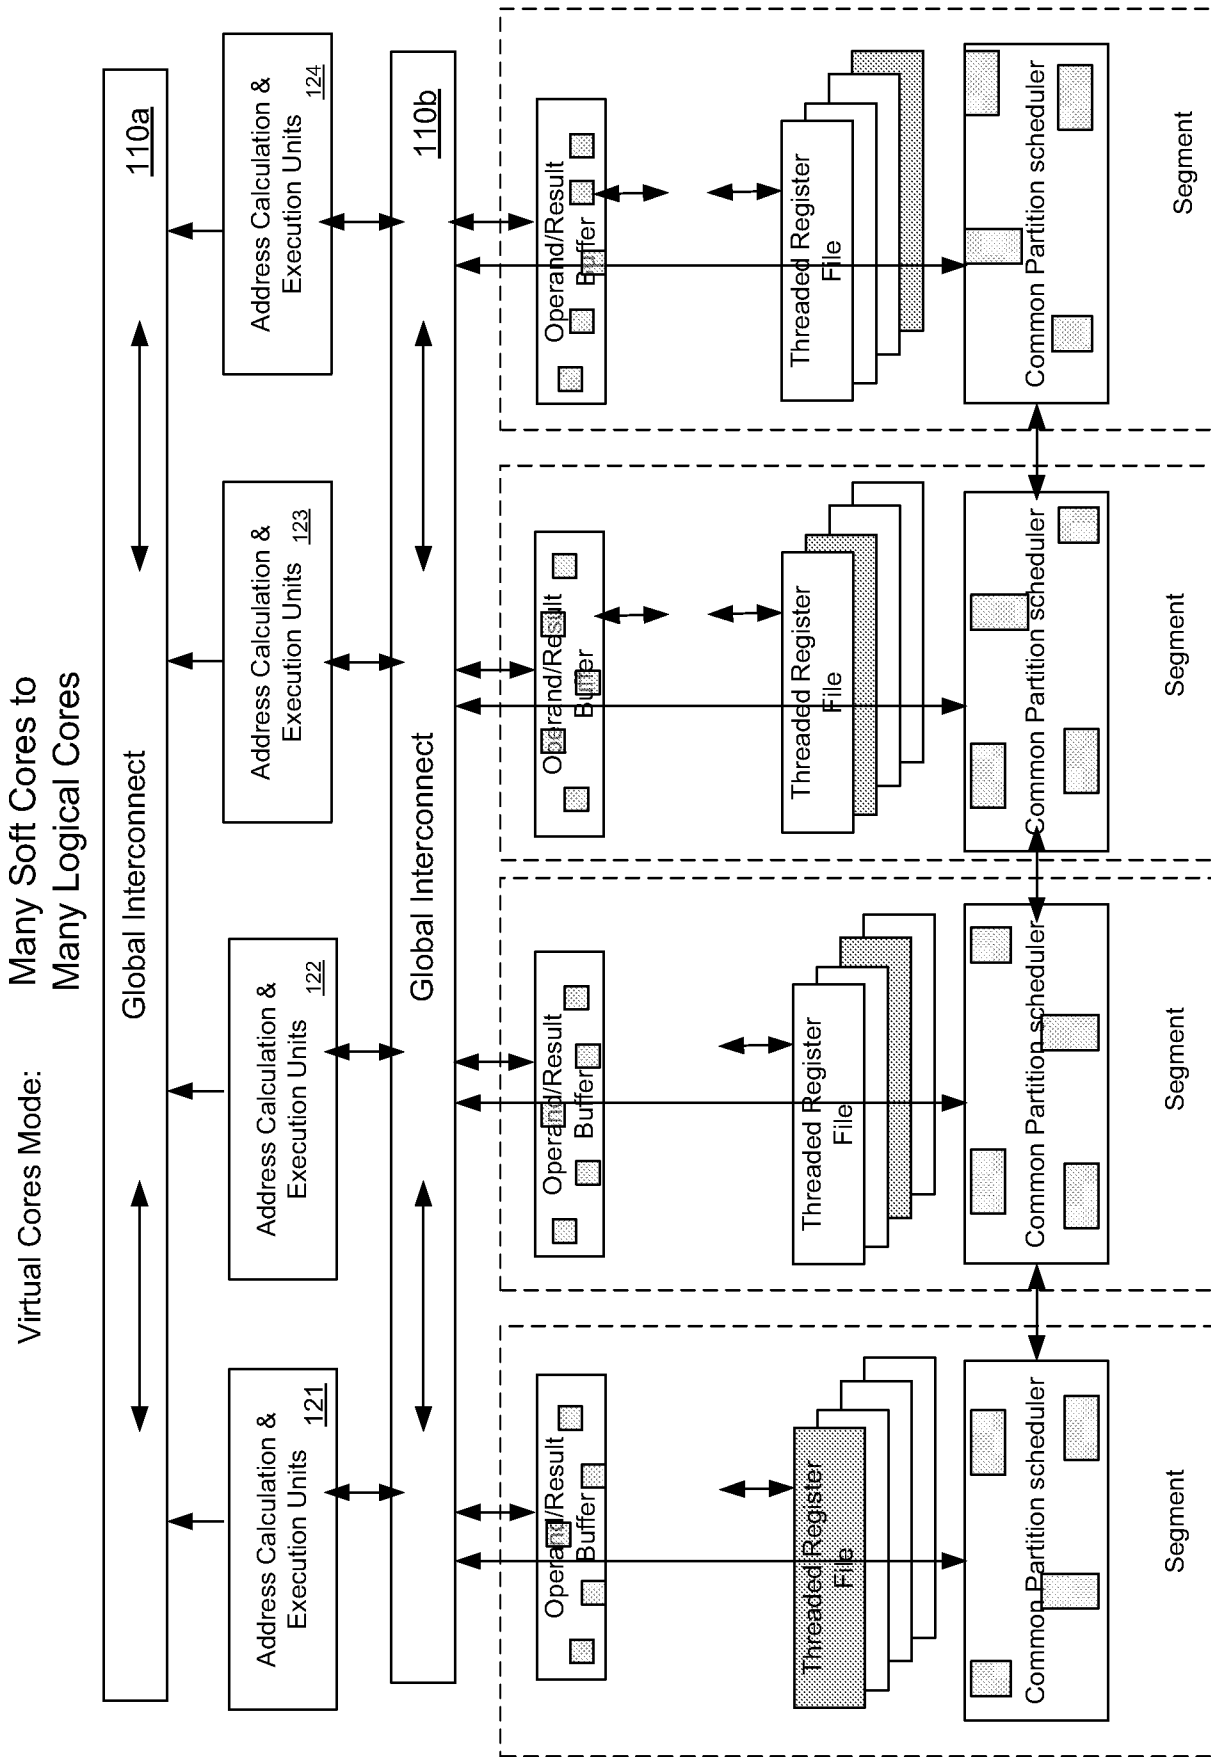 Virtual Cores Mode:
Many Soft Cores to
Many Logical Cores
Global Interconnect
110a
Address Calculation &
Execution Units
121
Address Calculation &
Execution Units
122
Address Calculation &
Execution Units
123
Address Calculation &
Execution Units
124
Global Interconnect
110b
Operand/Result
Buffer
Operand/Result
Buffer
Operand/Result
Buffer
Operand/Result
Buffer
Threaded Register
File
Threaded Register
File
Threaded Register
File
Threaded Register
File
Common Partition scheduler
Common Partition scheduler
Common Partition scheduler
Common Partition scheduler
Segment
Segment
Segment
Segment